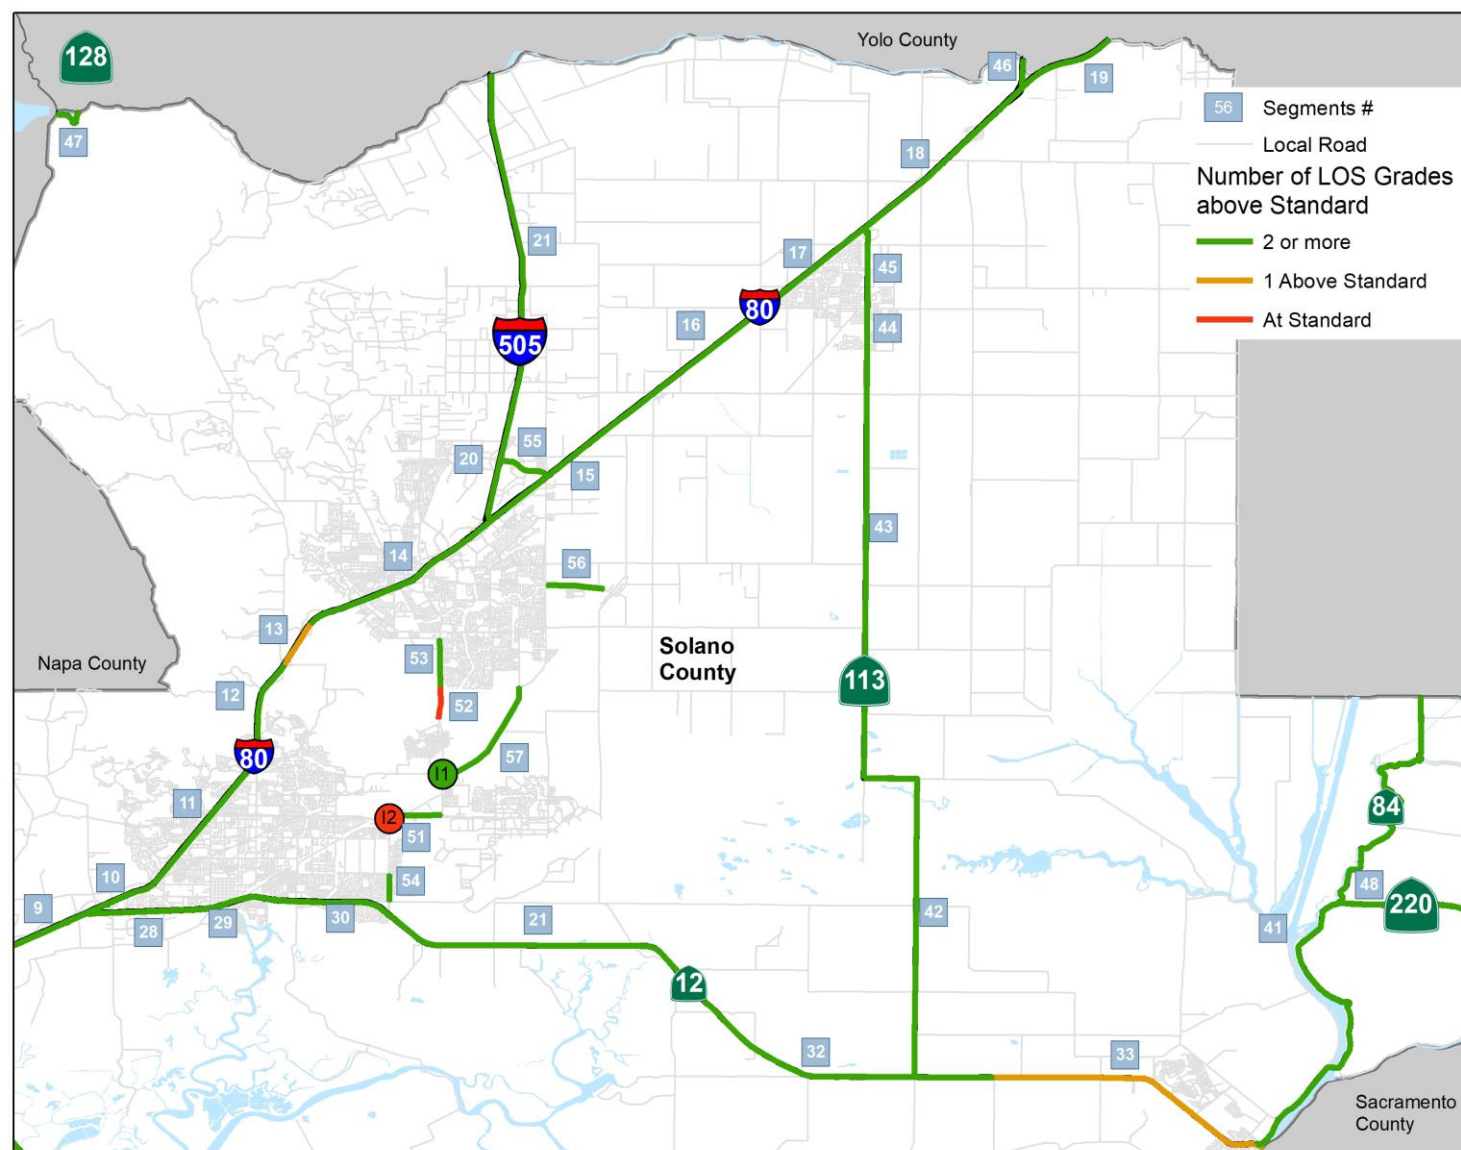 128
Yolo County
46
19
47
56 Segments #
Local Road
Number of LOS Grades
above Standard
2 or more
1 Above Standard
At Standard
18
21
17
45
80
16
44
505
55
20
15
43
14
56
13
Solano
County
Napa County
53
12
52
113
80
57
I1
11
84
I2
51
10
54
48
9
30
42
220
28
29
21
41
12
32
33
Sacramento
County